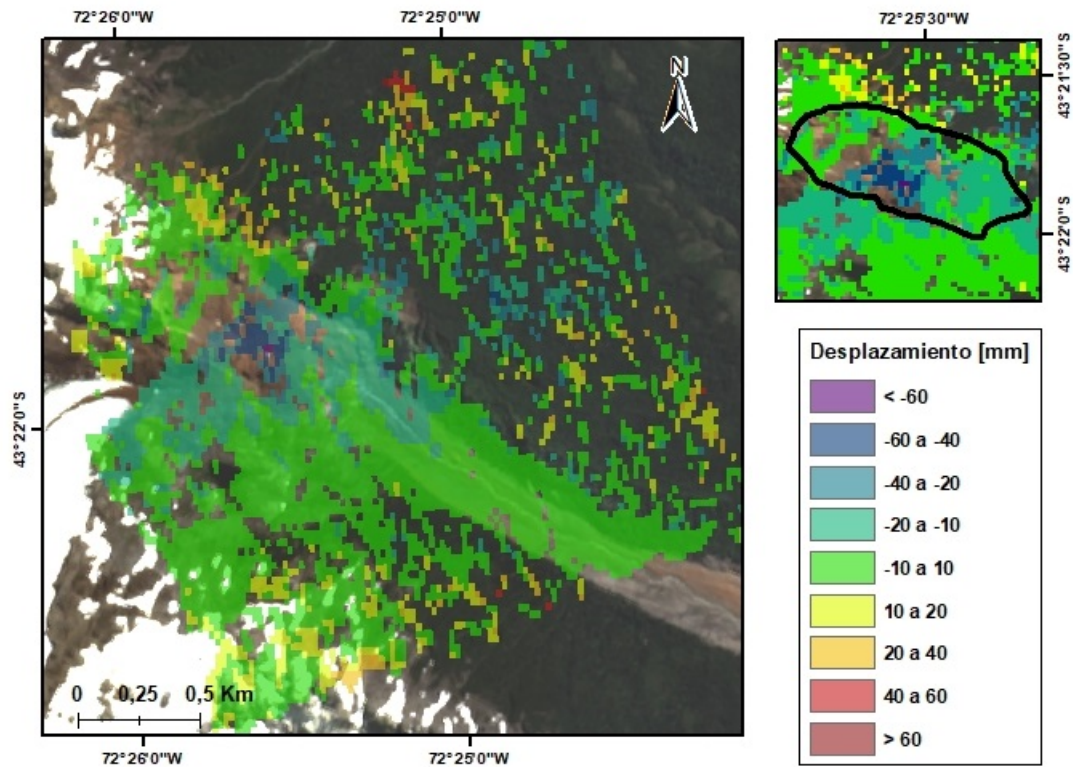 72°26'0"W
72°25'0"W
72°25'30"W
N
43°21'30"S
43°22'0"S
43°22'0"S
Desplazamiento [mm]
< -60
-60 a -40
-40 a -20
-20 a -10
-10 a 10
10 a 20
20 a 40
40 a 60
> 60
0 0,25 0,5 Km
72°26'0"W
72°25'0"W